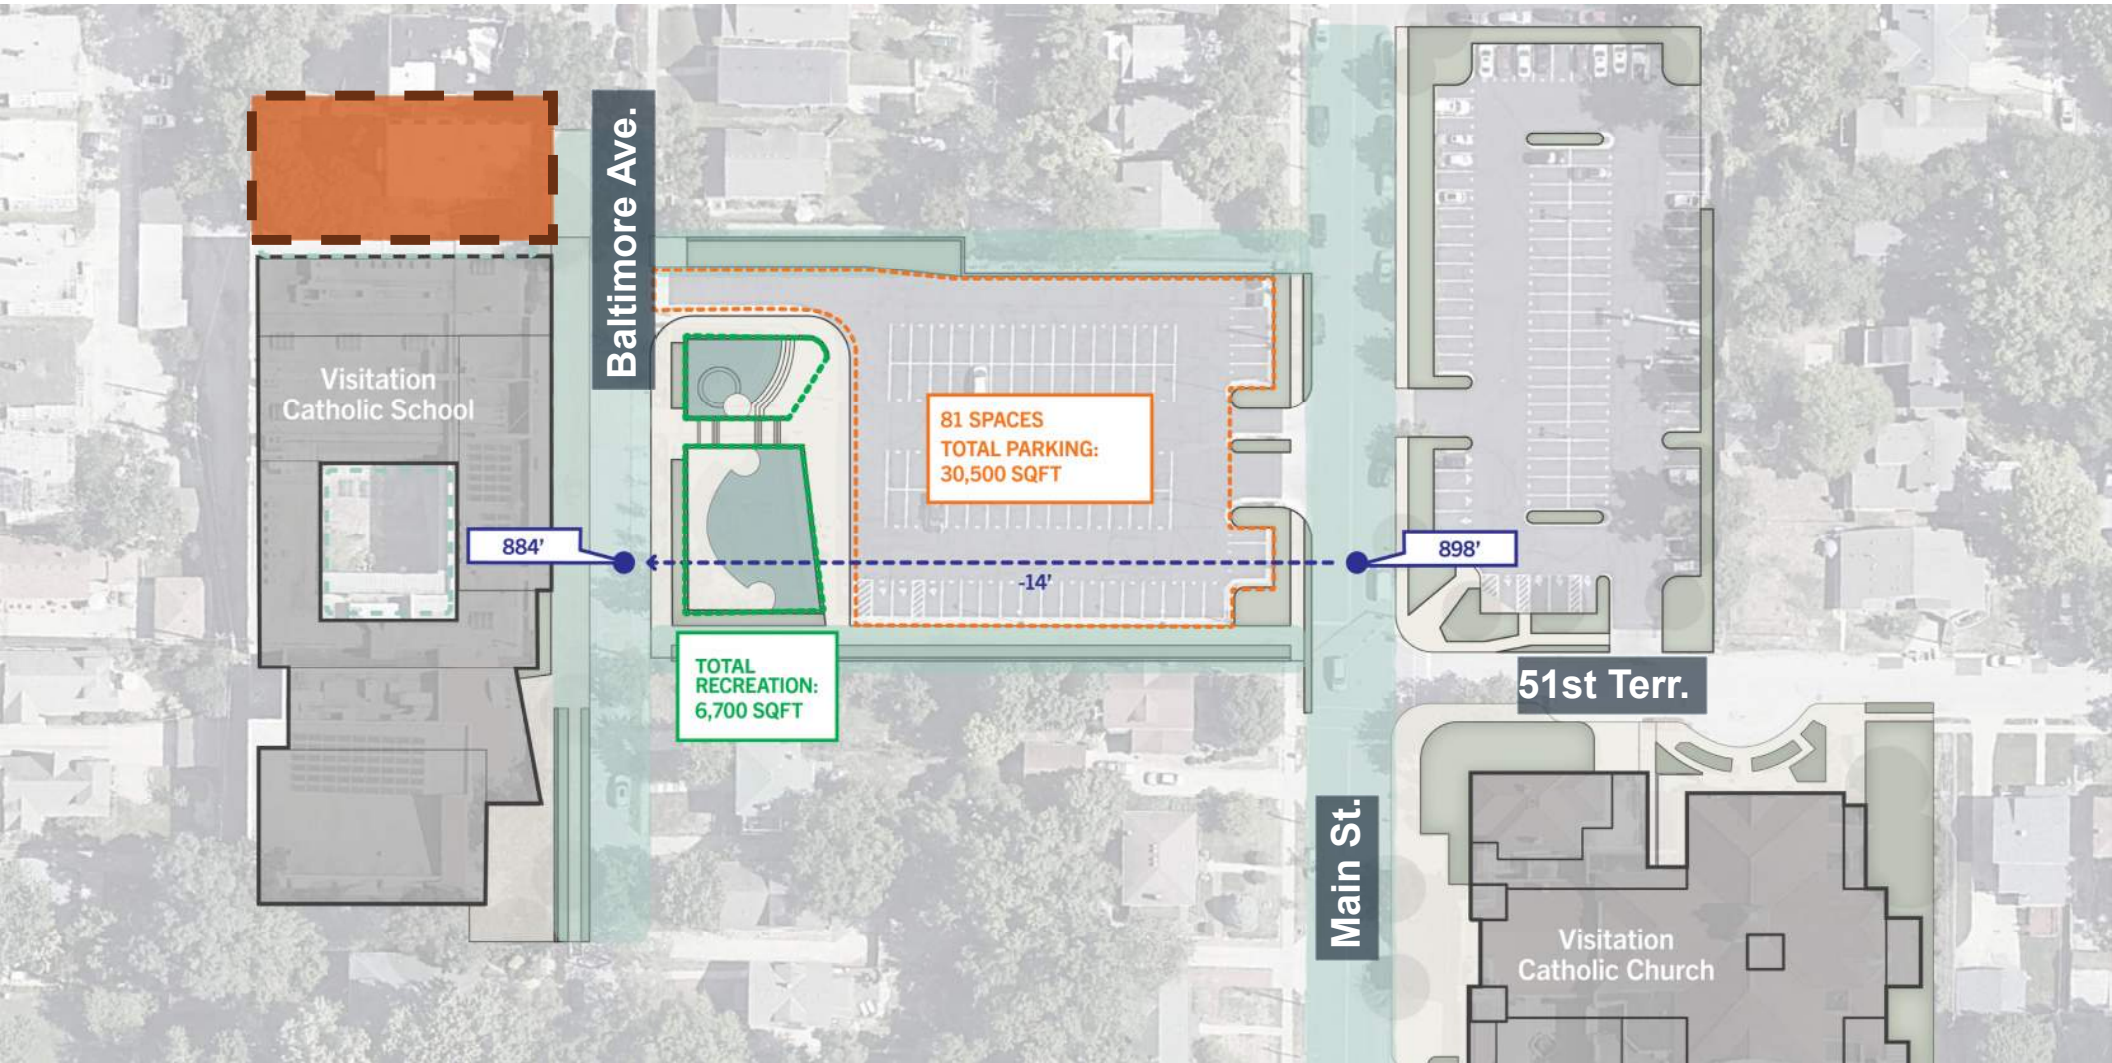 Baltimore Ave.
Visitation
Catholic School
81 SPACES
TOTAL PARKING:
30,500 SQFT
884'
898'
-14'
TOTAL
RECREATION:
6,700 SQFT
51st Terr.
Main St.
Visitation
Catholic Church